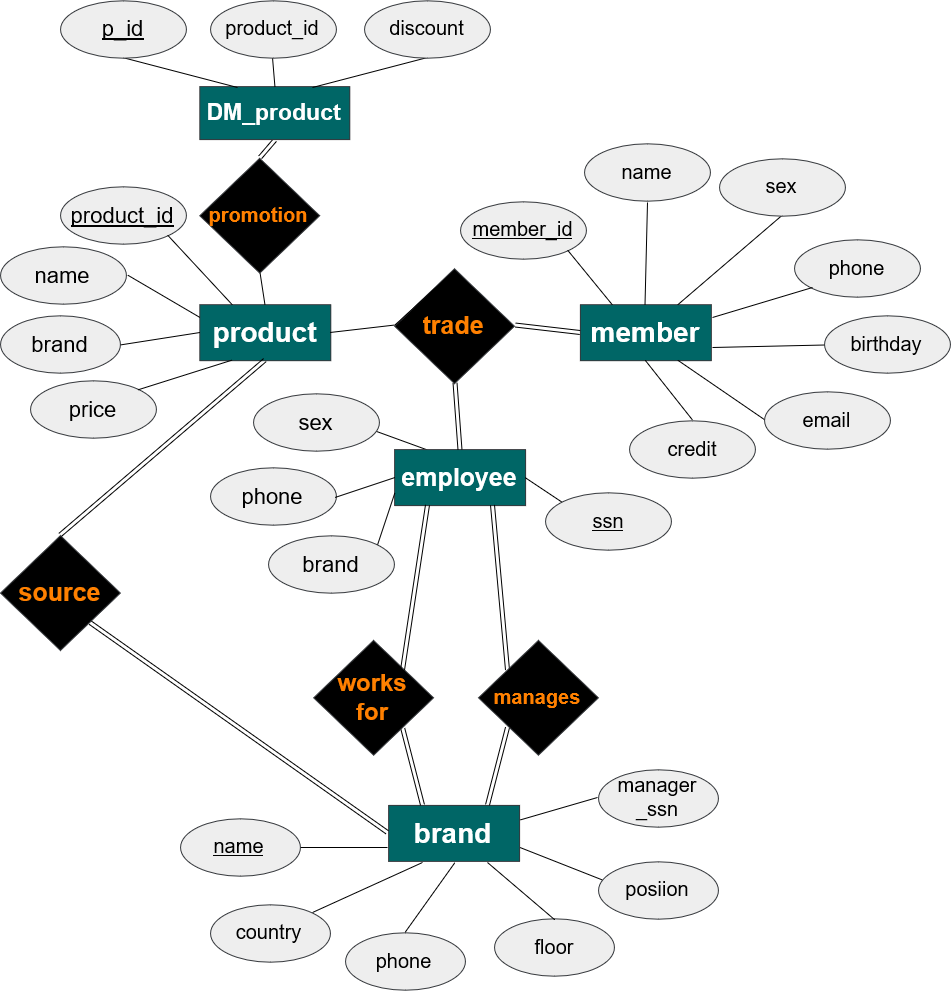 p_id
product_id
discount
DM_product
promotion
product_id
name
brand
price
product
trade
member_id
name
sex
phone
birthday
email
credit
member
sex
phone
brand
employee
ssn
source
works
for
manages
brand
name
country
phone
floor
posiion
manager
_ssn